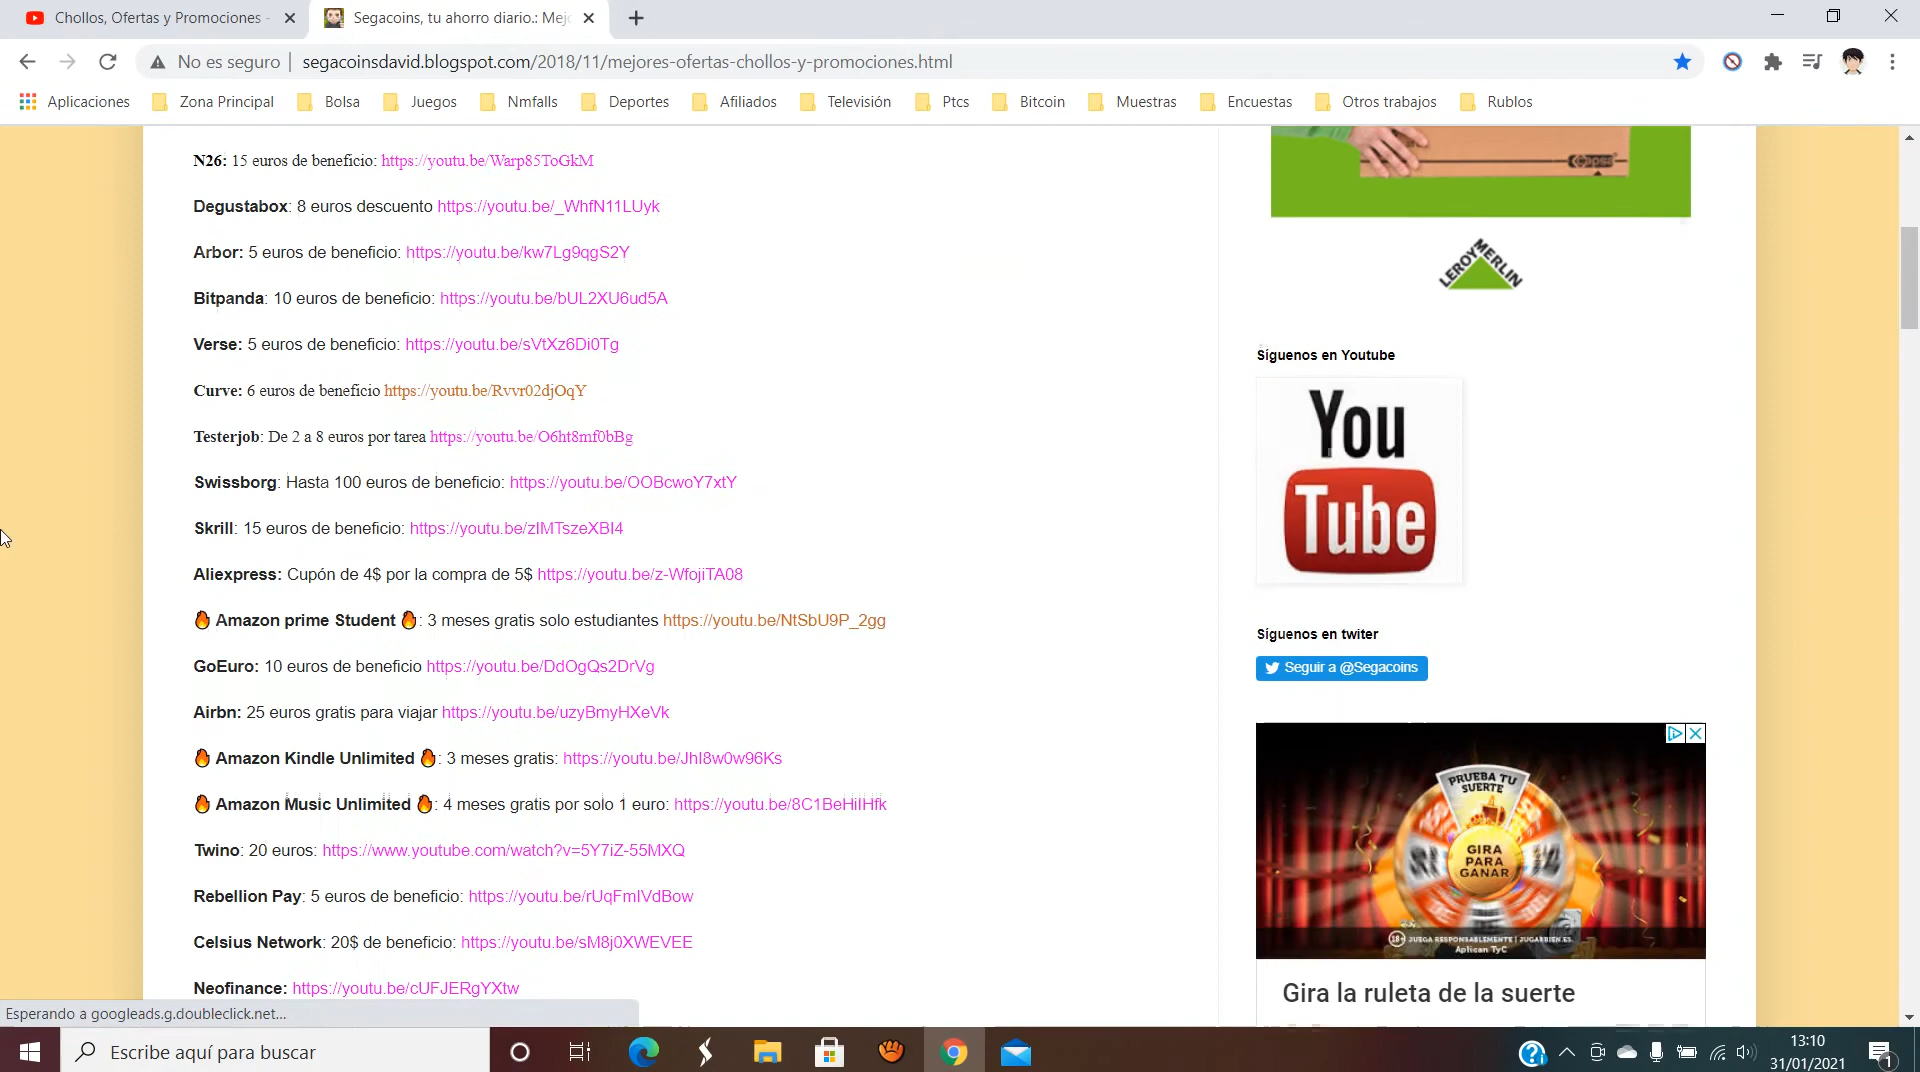 Chollos, Ofertas y Promociones -
Segacoins, tu ahorro diario.: Mejo
No es seguro | segacoinsdavid.blogspot.com/2018/11/mejores-ofertas-chollos-y-promociones.html
Aplicaciones Zona Principal Bolsa Juegos Nmfalls Deportes Afiliados Televisión Ptcs Bitcoin Muestras Encuestas Otros trabajos Rublos
N26: 15 euros de beneficio: https://youtu.be/Warp85ToGkM
Degustabox: 8 euros descuento https://youtu.be/_WhfN11LUyk
Arbor: 5 euros de beneficio: https://youtu.be/kw7Lg9qgS2Y
Bitpanda: 10 euros de beneficio: https://youtu.be/bUL2XU6ud5A
Verse: 5 euros de beneficio: https://youtu.be/sVtXz6Di0Tg
Curve: 6 euros de beneficio https://youtu.be/Rvvr02djOqY
Testerjob: De 2 a 8 euros por tarea https://youtu.be/O6ht8mf0bBg
Swissborg: Hasta 100 euros de beneficio: https://youtu.be/OOBcwoY7xtY
Skrill: 15 euros de beneficio: https://youtu.be/zIMTszeXBI4
Aliexpress: Cupón de 4$ por la compra de 5$ https://youtu.be/z-WfojiTA08
🔥 Amazon prime Student 🔥: 3 meses gratis solo estudiantes https://youtu.be/NtSbU9P_2gg
GoEuro: 10 euros de beneficio https://youtu.be/DdOgQs2DrVg
Airbn: 25 euros gratis para viajar https://youtu.be/uzyBmyHXeVk
🔥 Amazon Kindle Unlimited 🔥: 3 meses gratis: https://youtu.be/JhI8w0w96Ks
🔥 Amazon Music Unlimited 🔥: 4 meses gratis por solo 1 euro: https://youtu.be/8C1BeHiIHfk
Twino: 20 euros: https://www.youtube.com/watch?v=5Y7iZ-55MXQ
Rebellion Pay: 5 euros de beneficio: https://youtu.be/rUqFmIVdBow
Celsius Network: 20$ de beneficio: https://youtu.be/sM8j0XWEVEE
Neofinance: https://youtu.be/cUFJERgYXtw
Capsa
LEROY MERLIN
Síguenos en Youtube
You
Tube
Síguenos en twiter
Seguir a @Segacoins
PRUEBA TU
SUERTE
GIRA
PARA
GANAR
18+ JUEGA RESPONSABLEMENTE | JUGARBIEN.ES
Aplican TyC
Gira la ruleta de la suerte
Esperando a googleads.g.doubleclick.net...
Escribe aquí para buscar
13:10
31/01/2021
1